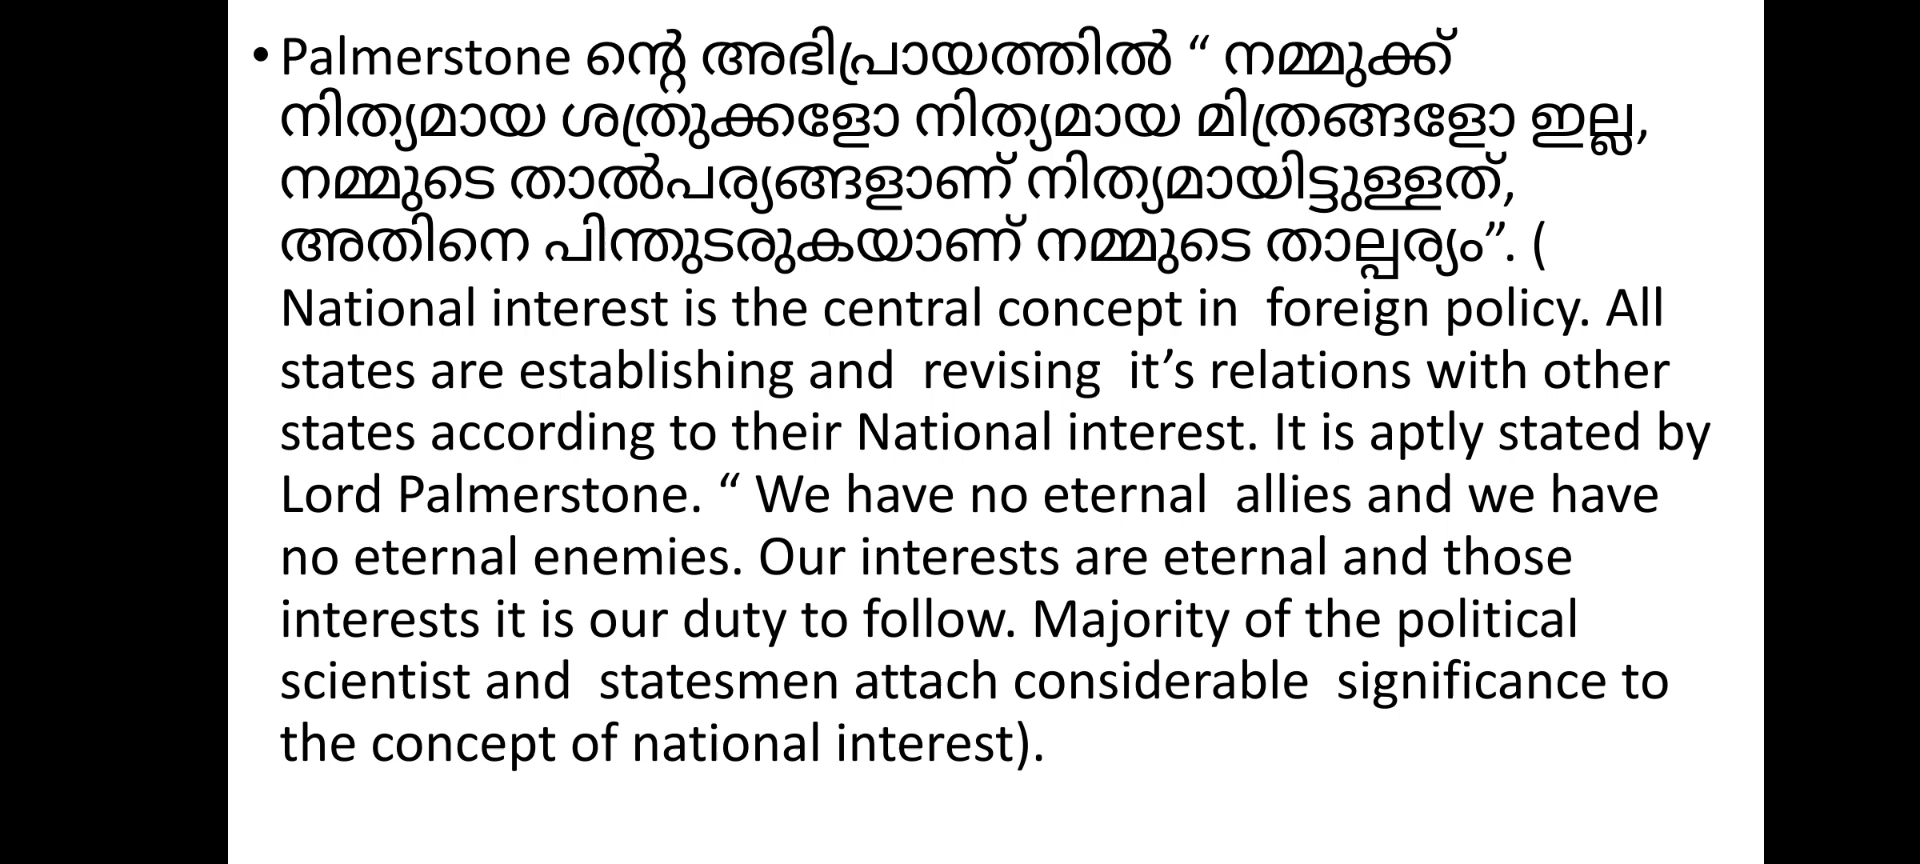 • Palmerstone ന്റെ അഭിപ്രായത്തിൽ “ നമ്മുക്ക്
നിത്യമായ ശത്രുക്കളോ നിത്യമായ മിത്രങ്ങളോ ഇല്ല,
നമ്മുടെ താൽപര്യങ്ങളാണ് നിത്യമായിട്ടുള്ളത്,
അതിനെ പിന്തുടരുകയാണ് നമ്മുടെ താല്പര്യം”. (
National interest is the central concept in  foreign policy. All
states are establishing and  revising  it’s relations with other
states according to their National interest. It is aptly stated by
Lord Palmerstone. “ We have no eternal  allies and we have
no eternal enemies. Our interests are eternal and those
interests it is our duty to follow. Majority of the political
scientist and  statesmen attach considerable  significance to
the concept of national interest).